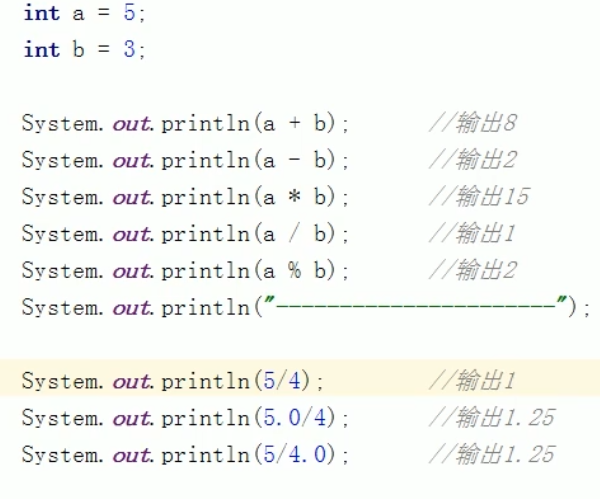 int a = 5;
int b = 3;
System.out.println(a + b); //输出8
System.out.println(a - b); //输出2
System.out.println(a * b); //输出15
System.out.println(a / b); //输出1
System.out.println(a % b); //输出2
System.out.println("-----------------------");
System.out.println(5/4); //输出1
System.out.println(5.0/4); //输出1.25
System.out.println(5/4.0); //输出1.25